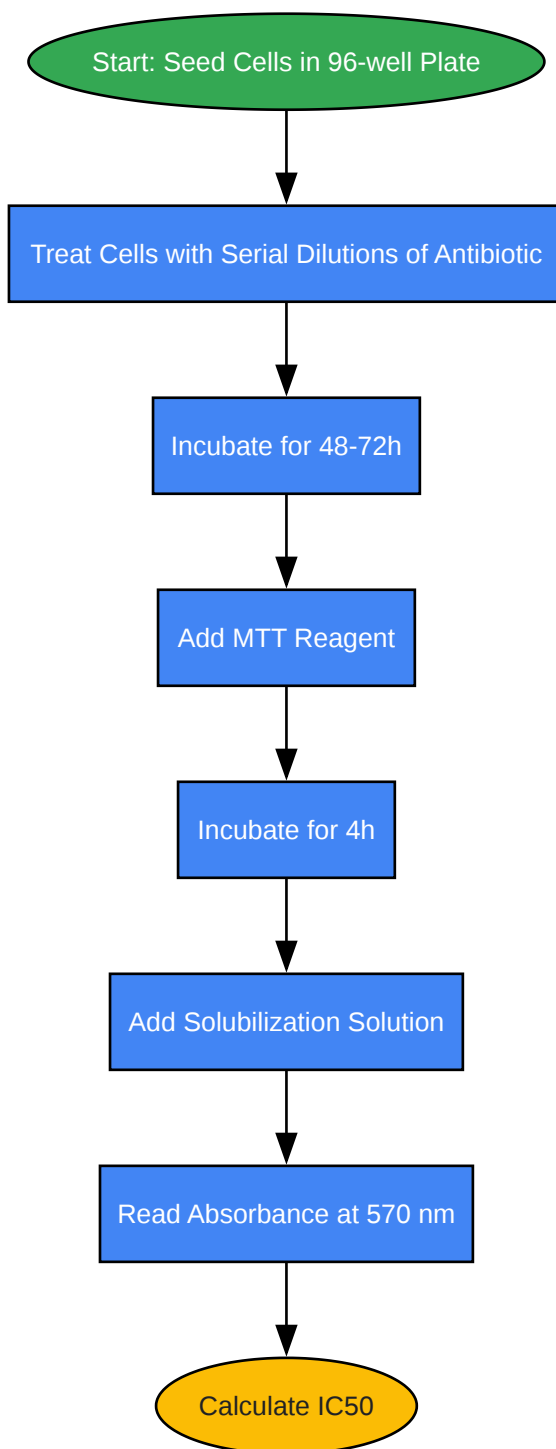 Start: Seed Cells in 96-well Plate
Treat Cells with Serial Dilutions of Antibiotic
Incubate for 48-72h
Add MTT Reagent
Incubate for 4h
Add Solubilization Solution
Read Absorbance at 570 nm
Calculate IC50